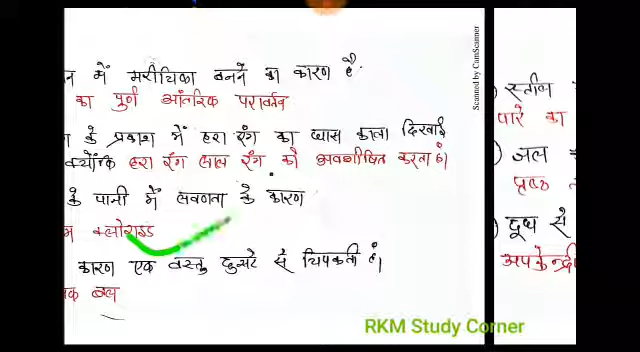 न में मरीचिका बनने का कारण है
का पूर्ण आंतरिक परावर्तन
के प्रकाश में हरा रंग का घास काला दिखाई
क्योंकि हरा रंग लाल रंग को अवशोषित करता है।
के पानी में लवणता के कारण
क्लोराइड
कारण एक वस्तु दुसरे से चिपकती है।
क बल
Scanned by CamScanner
स्तील
पारे का
जल
पृष्ठ
दूध से
अपकेन्द्री
RKM Study Corner